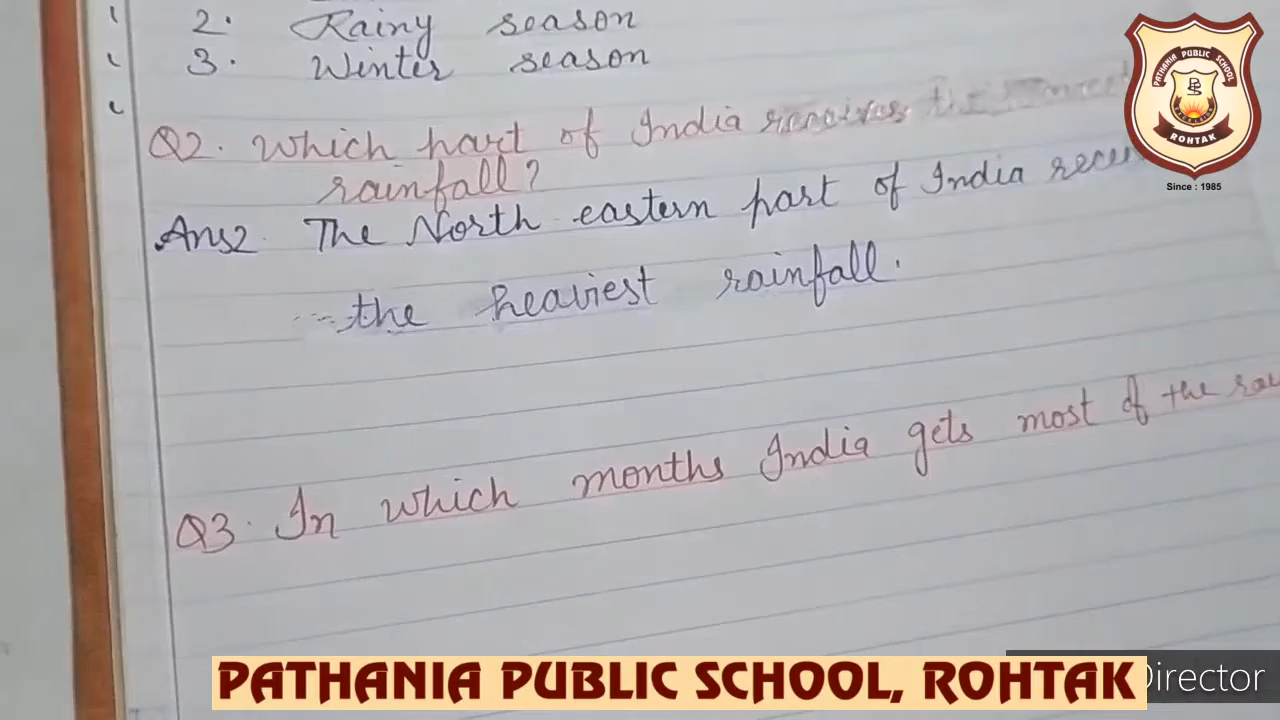 2. Rainy season
3. Winter season
Q2. Which part of India receives the
rainfall?
Ans2. The North eastern part of India
the heaviest rainfall.
Q3. In which months India gets most of the
PATHANIA PUBLIC SCHOOL
ROHTAK
Since : 1985
PATHANIA PUBLIC SCHOOL, ROHTAK
Director